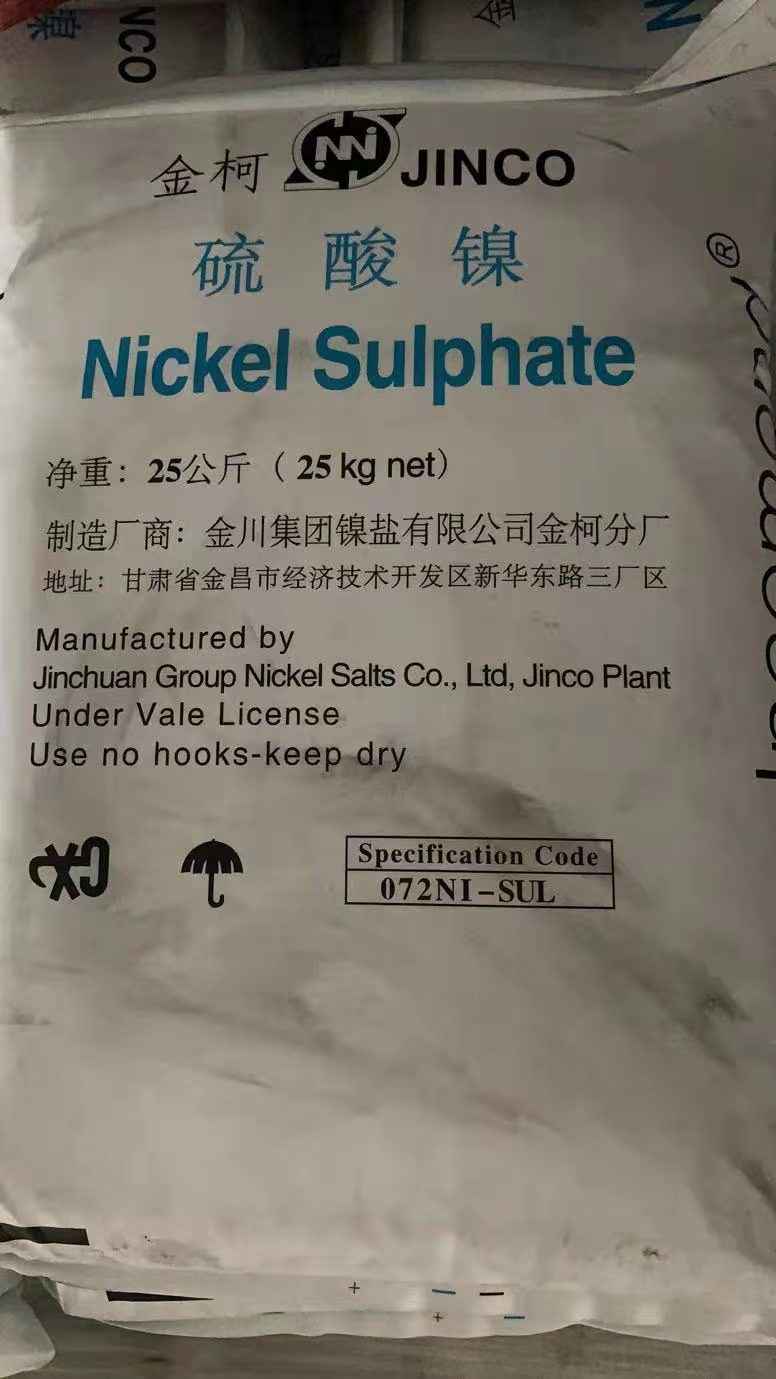 NCO
金柯 JINCO
硫酸镍
Nickel Sulphate
净重：25公斤（25 kg net）
制造厂商：金川集团镍盐有限公司金柯分厂
地址：甘肃省金昌市经济技术开发区新华东路三厂区
Manufactured by
Jinchuan Group Nickel Salts Co., Ltd, Jinco Plant
Under Vale License
Use no hooks-keep dry
Specification Code
072NI-SUL
®